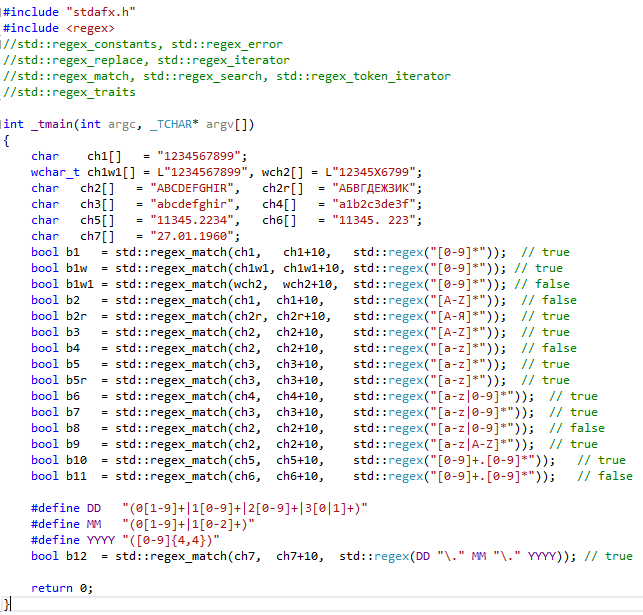 #include "stdafx.h"
#include <regex>
//std::regex_constants, std::regex_error
//std::regex_replace, std::regex_iterator
//std::regex_match, std::regex_search, std::regex_token_iterator
//std::regex_traits

int _tmain(int argc, _TCHAR* argv[])
{
    char    ch1[]   = "1234567899";
    wchar_t ch1w1[] = L"1234567899", wch2[] = L"12345X6799";
    char   ch2[]   = "ABCDEFGHIR",   ch2r[]  = "АБВГДЕЖЗИК";
    char   ch3[]   = "abcdefghir",   ch4[]   = "a1b2c3de3f";
    char   ch5[]   = "11345.2234",   ch6[]   = "11345. 223";
    char   ch7[]   = "27.01.1960";
    bool b1   = std::regex_match(ch1,   ch1+10,   std::regex("[0-9]*"));  // true
    bool b1w  = std::regex_match(ch1w1, ch1w1+10, std::regex("[0-9]*")); // true
    bool b1w1 = std::regex_match(wch2,  wch2+10,  std::regex("[0-9]*")); // false
    bool b2   = std::regex_match(ch1,  ch1+10,    std::regex("[A-Z]*"));  // false
    bool b2r  = std::regex_match(ch2r, ch2r+10,   std::regex("[А-Я]*"));  // true
    bool b3   = std::regex_match(ch2,  ch2+10,    std::regex("[A-Z]*"));  // true
    bool b4   = std::regex_match(ch2,  ch2+10,    std::regex("[a-z]*"));  // false
    bool b5   = std::regex_match(ch3,  ch3+10,    std::regex("[a-z]*"));  // true
    bool b5r  = std::regex_match(ch3,  ch3+10,    std::regex("[a-z]*"));  // true
    bool b6   = std::regex_match(ch4,  ch4+10,    std::regex("[a-z|0-9]*"));  // true
    bool b7   = std::regex_match(ch3,  ch3+10,    std::regex("[a-z|0-9]*"));  // true
    bool b8   = std::regex_match(ch2,  ch2+10,    std::regex("[a-z|0-9]*"));  // false
    bool b9   = std::regex_match(ch2,  ch2+10,    std::regex("[a-z|A-Z]*"));  // true
    bool b10  = std::regex_match(ch5,  ch5+10,    std::regex("[0-9]+.[0-9]*"));   // true
    bool b11  = std::regex_match(ch6,  ch6+10,    std::regex("[0-9]+.[0-9]*"));   // false

    #define DD   "(0[1-9]+|1[0-9]+|2[0-9]+|3[0|1]+)"
    #define MM   "(0[1-9]+|1[0-2]+)"
    #define YYYY "([0-9]{4,4})"
    bool b12  = std::regex_match(ch7,  ch7+10,  std::regex(DD "\." MM "\." YYYY)); // true

    return 0;
}